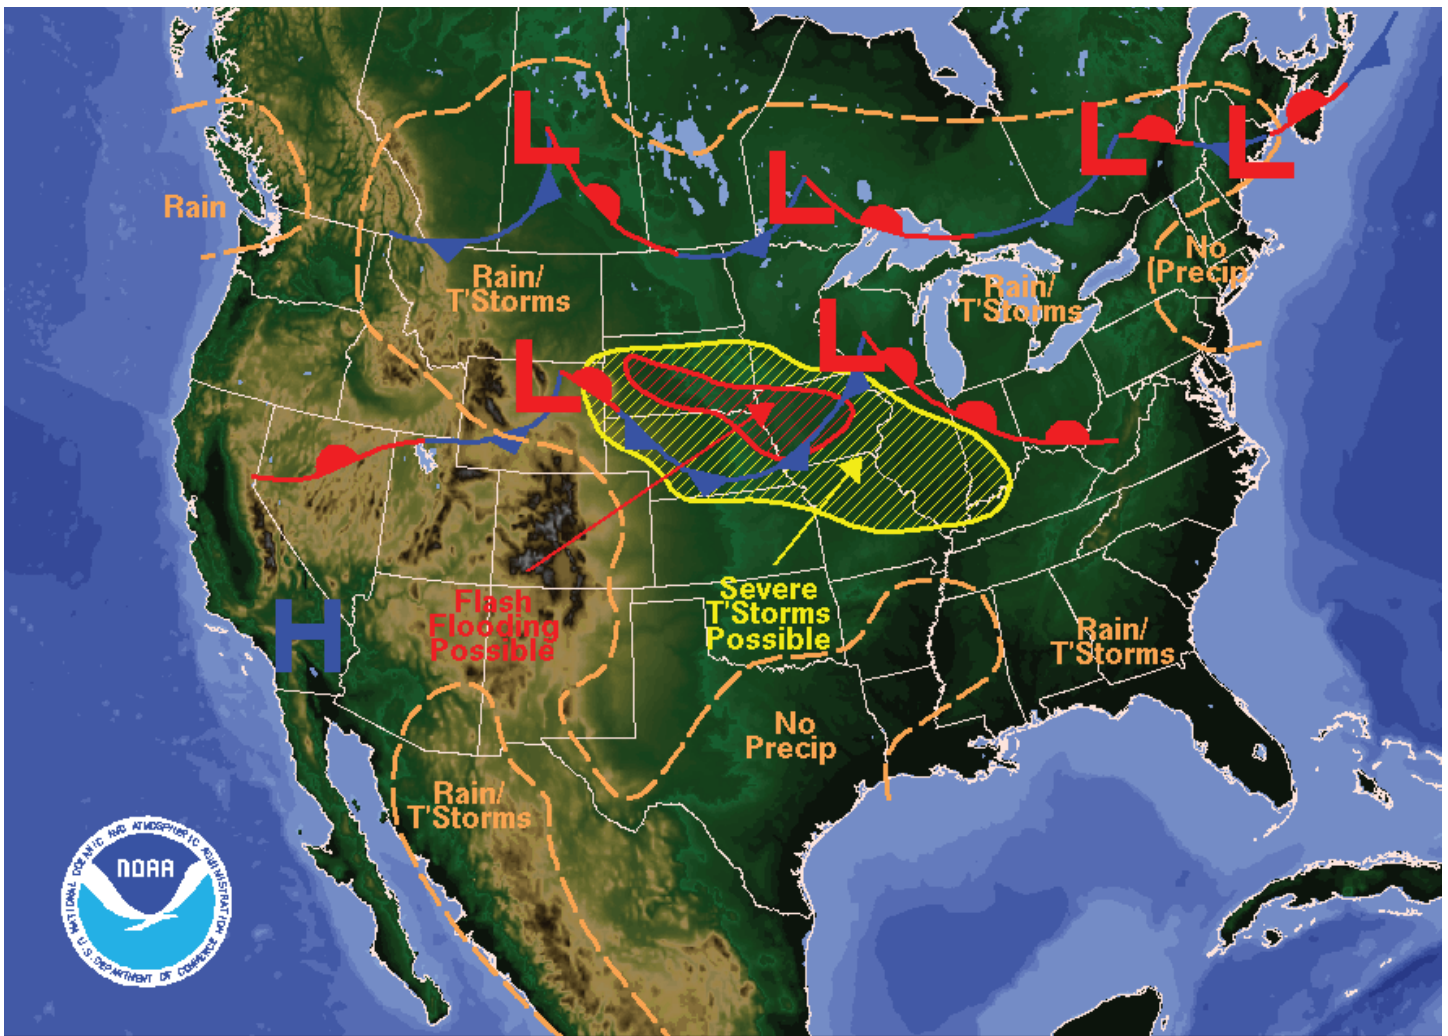 L
L
L
L
Rain
No
(Precip
Rain/
T'Storms
Rain/
T'Storms
L
L
H
Flash
Flooding
Possible
Severe
T'Storms
Possible
Rain/
T'Storms
No
Precip
Rain/
T'Storms
NATIONAL OCEANIC AND ATMOSPHERIC ADMINISTRATION
NOAA
U.S. DEPARTMENT OF COMMERCE